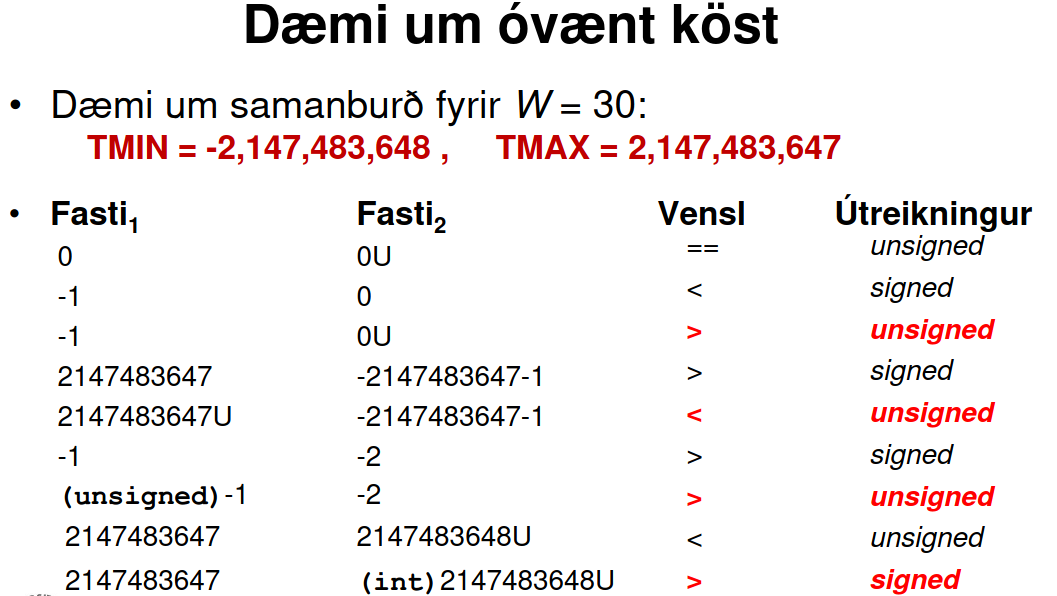 Dæmi um óvænt köst
• Dæmi um samanburð fyrir W = 30:
TMIN = -2,147,483,648 , TMAX = 2,147,483,647
• Fasti1 Fasti2 Vensl Útreikningur
0 0U == unsigned
-1 0 < signed
-1 0U > unsigned
2147483647 -2147483647-1 > signed
2147483647U -2147483647-1 < unsigned
-1 -2 > signed
(unsigned)-1 -2 > unsigned
2147483647 2147483648U < unsigned
2147483647 (int)2147483648U > signed